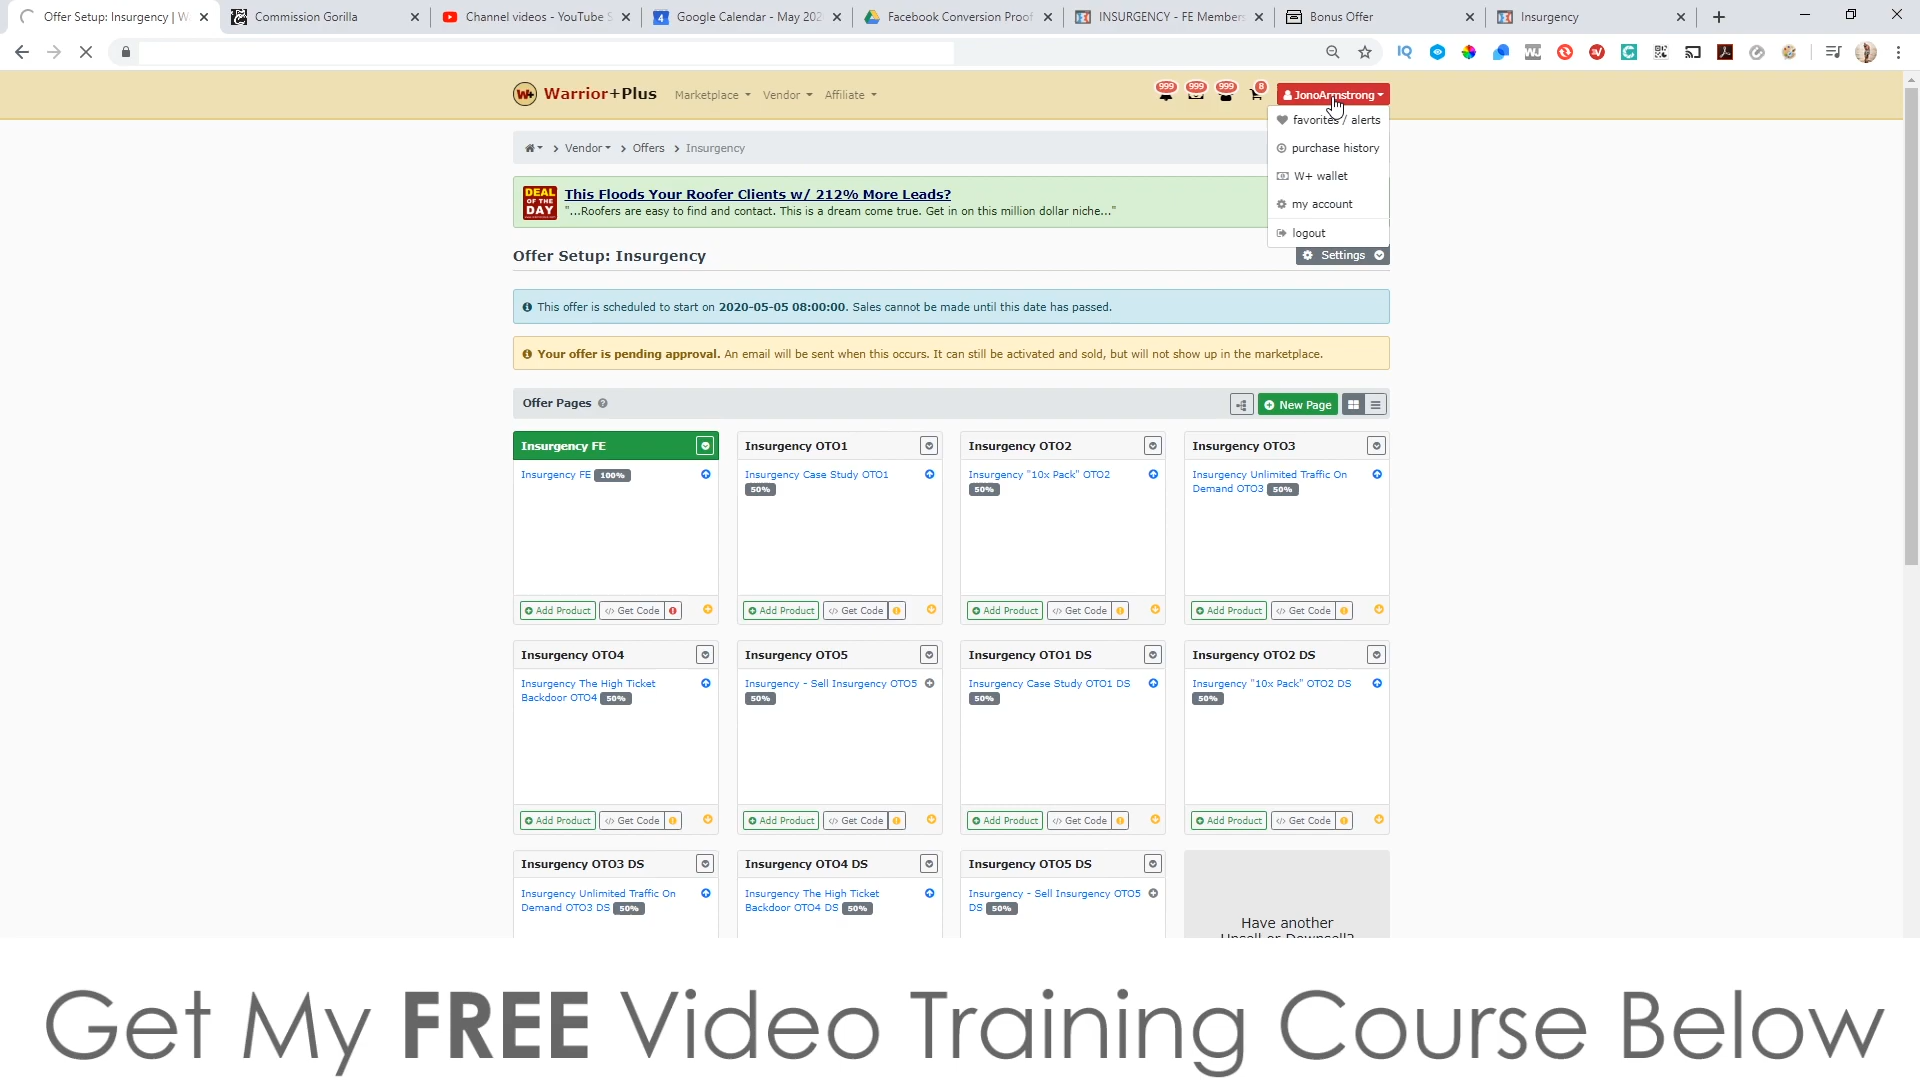 Offer Setup: Insurgency | W
Commission Gorilla
Channel videos - YouTube S
Google Calendar - May 202
Facebook Conversion Proof
INSURGENCY - FE Members
Bonus Offer
Insurgency
Warrior+Plus
Marketplace
Vendor
Affiliate
999
999
999
8
JonoArmstrong
favorites / alerts
purchase history
W+ wallet
my account
logout
> Vendor > Offers > Insurgency
DEAL OF THE DAY
This Floods Your Roofer Clients w/ 212% More Leads?
"...Roofers are easy to find and contact. This is a dream come true. Get in on this million dollar niche..."
Offer Setup: Insurgency
Settings
This offer is scheduled to start on 2020-05-05 08:00:00. Sales cannot be made until this date has passed.
Your offer is pending approval. An email will be sent when this occurs. It can still be activated and sold, but will not show up in the marketplace.
Offer Pages
New Page
Insurgency FE
Insurgency OTO1
Insurgency OTO2
Insurgency OTO3
Insurgency FE 100%
Insurgency Case Study OTO1
50%
Insurgency "10x Pack" OTO2
50%
Insurgency Unlimited Traffic On
Demand OTO3 50%
Add Product </> Get Code
Add Product </> Get Code
Add Product </> Get Code
Add Product </> Get Code
Insurgency OTO4
Insurgency OTO5
Insurgency OTO1 DS
Insurgency OTO2 DS
Insurgency The High Ticket
Backdoor OTO4 50%
Insurgency - Sell Insurgency OTO5
50%
Insurgency Case Study OTO1 DS
50%
Insurgency "10x Pack" OTO2 DS
50%
Add Product </> Get Code
Add Product </> Get Code
Add Product </> Get Code
Add Product </> Get Code
Insurgency OTO3 DS
Insurgency OTO4 DS
Insurgency OTO5 DS
Insurgency Unlimited Traffic On
Demand OTO3 DS 50%
Insurgency The High Ticket
Backdoor OTO4 DS 50%
Insurgency - Sell Insurgency OTO5
DS 50%
Have another
Upsell or Downsell?
Get My FREE Video Training Course Below